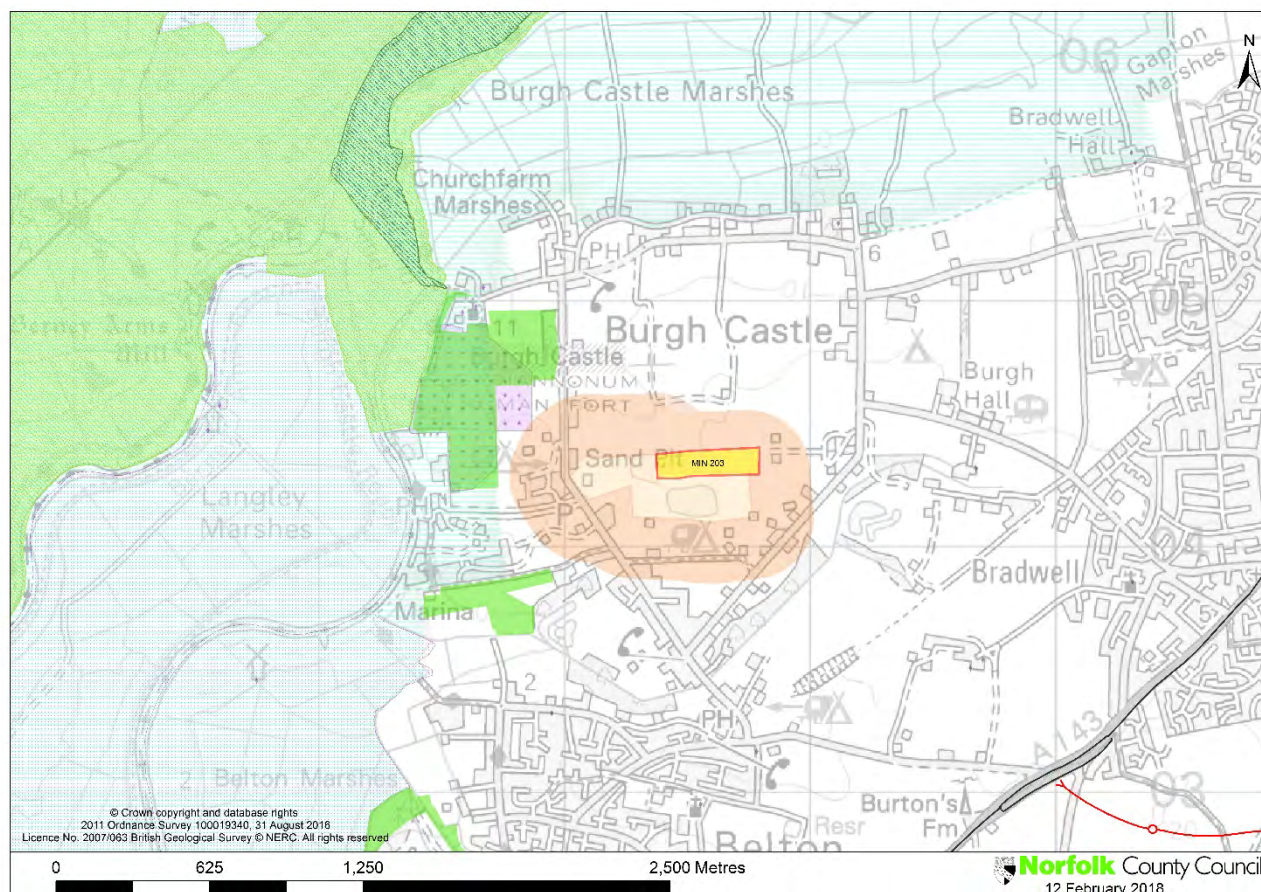 N
06
Gapton
Marshes
Burgh Castle Marshes
Bradwell
Hall
Churchfarm
Marshes
12
PH
6
05
Berney Arms
Mill
11
Burgh Castle
Burgh Castle
ROMAN FORT
Burgh
Hall
Sand Pit
MIN 203
Langley
Marshes
PH
P
04
Bradwell
Marina
2
PH
A143
2
Belton Marshes
03
Burton's
Fm
Resr
Belton
© Crown copyright and database rights
2011 Ordnance Survey 100019340, 31 August 2016
Licence No. 2007/063 British Geological Survey © NERC. All rights reserved
0 625 1,250 2,500 Metres
Norfolk County Council
12 February 2018